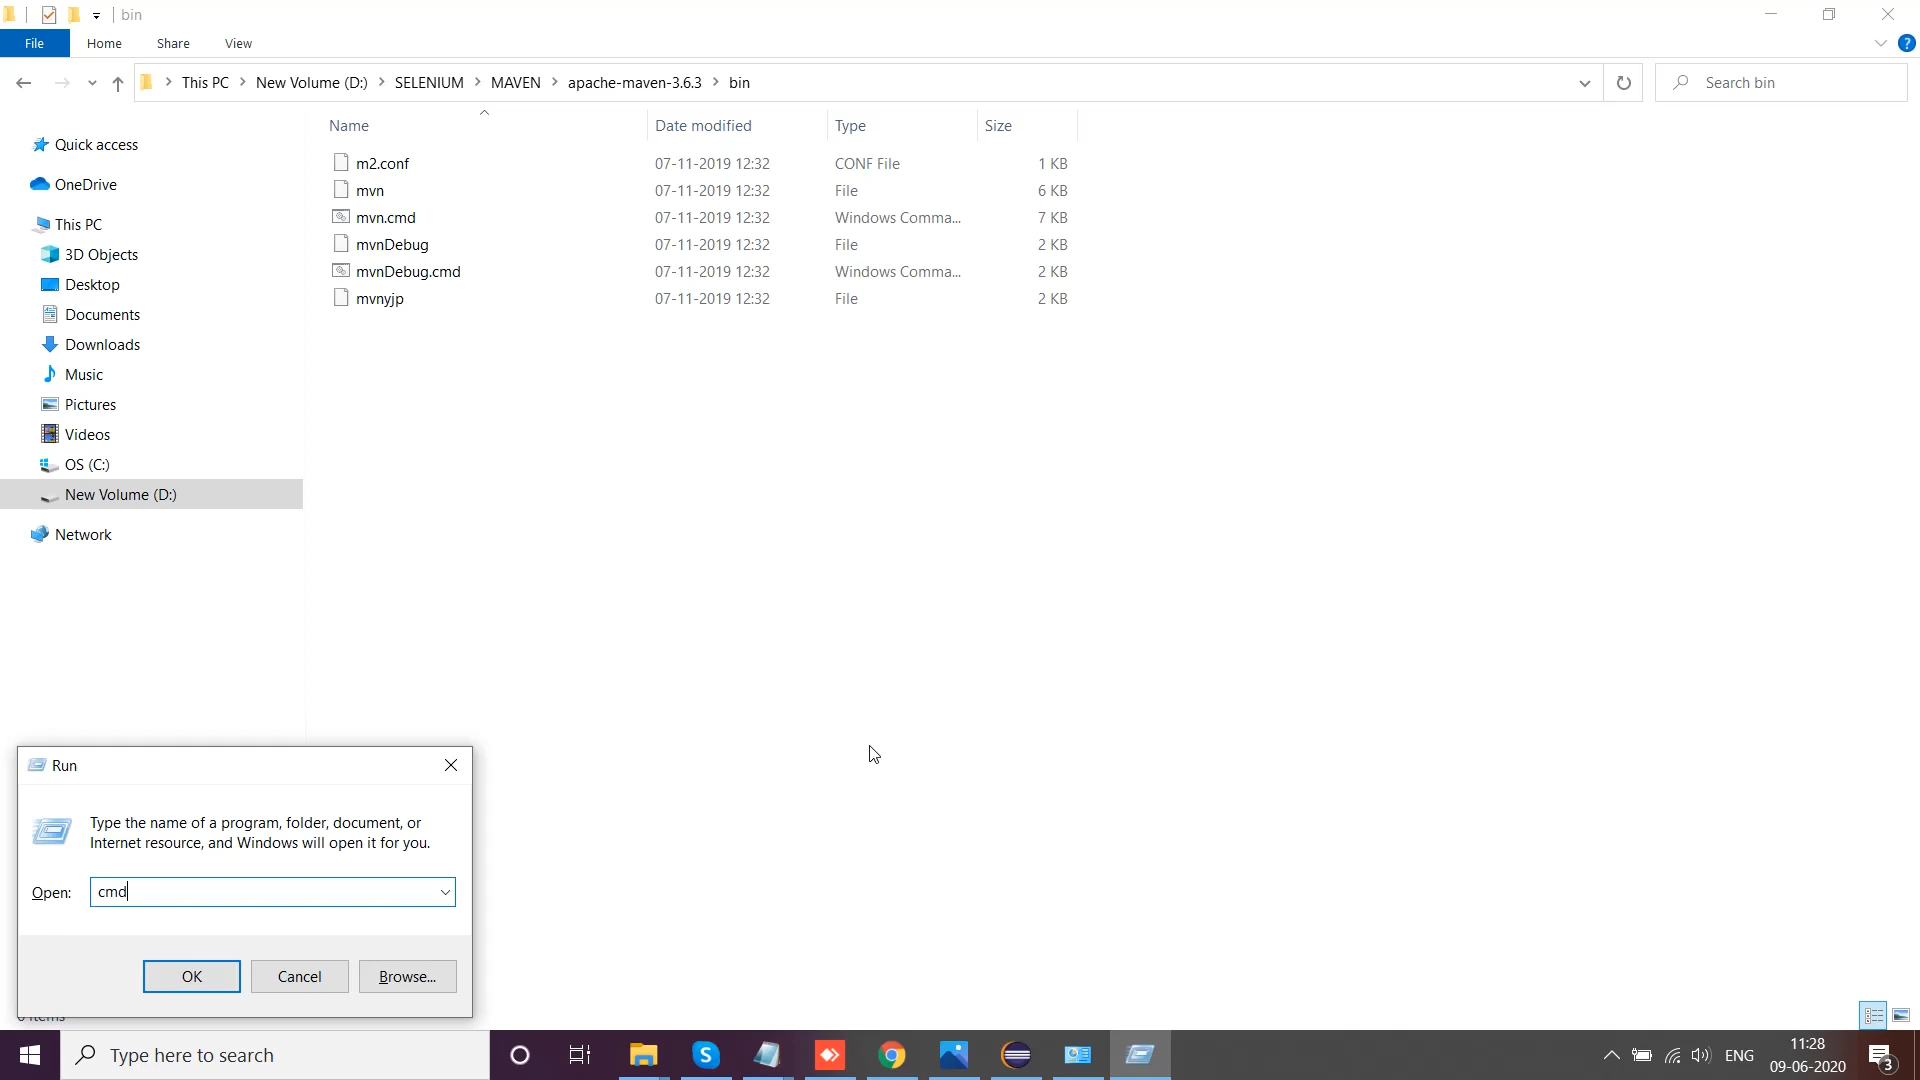 bin
File Home Share View
This PC New Volume (D:) SELENIUM MAVEN apache-maven-3.6.3 bin
Search bin
Name Date modified Type Size
m2.conf 07-11-2019 12:32 CONF File 1 KB
mvn 07-11-2019 12:32 File 6 KB
mvn.cmd 07-11-2019 12:32 Windows Comma... 7 KB
mvnDebug 07-11-2019 12:32 File 2 KB
mvnDebug.cmd 07-11-2019 12:32 Windows Comma... 2 KB
mvnyjp 07-11-2019 12:32 File 2 KB
Quick access
OneDrive
This PC
3D Objects
Desktop
Documents
Downloads
Music
Pictures
Videos
OS (C:)
New Volume (D:)
Network
Run
Type the name of a program, folder, document, or
Internet resource, and Windows will open it for you.
Open: cmd
OK Cancel Browse...
Type here to search
ENG
11:28
09-06-2020
3